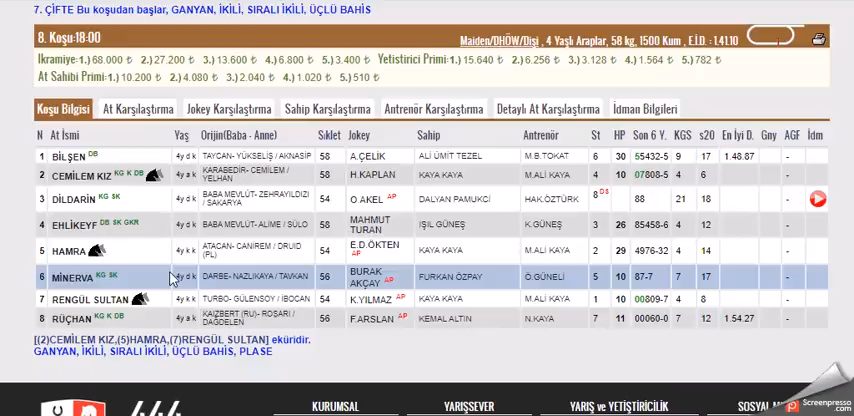 7. ÇİFTE Bu koşudan başlar, GANYAN, İKİLİ, SIRALI İKİLİ, ÜÇLÜ BAHİS
8. Koşu:18:00 Maiden/DHÖW/Dişi , 4 Yaşlı Araplar, 58 kg, 1500 Kum , E.İ.D. : 1.41.10
İkramiye:1.) 68.000 ₺ 2.) 27.200 ₺ 3.) 13.600 ₺ 4.) 6.800 ₺ 5.) 3.400 ₺ Yetistirici Primi:1.) 15.640 ₺ 2.) 6.256 ₺ 3.) 3.128 ₺ 4.) 1.564 ₺ 5.) 782 ₺
At Sahibi Primi:1.) 10.200 ₺ 2.) 4.080 ₺ 3.) 2.040 ₺ 4.) 1.020 ₺ 5.) 510 ₺
Koşu Bilgisi At Karşılaştırma Jokey Karşılaştırma Sahip Karşılaştırma Antrenör Karşılaştırma Detaylı At Karşılaştırma İdman Bilgileri
N At İsmi Yaş Orijin(Baba - Anne) Sıklet Jokey Sahip Antrenör St HP Son 6 Y. KGS s20 En İyi D. Gny AGF İdm
1 BİLŞEN DB 4y d k TAYCAN- YÜKSELİŞ / AKNASİP 58 A.ÇELİK ALİ ÜMİT TEZEL M.B.TOKAT 6 30 55432-5 9 17 1.48.87 -
2 CEMİLEM KIZ KG K DB 4y a k KARABEDİR- CEMİLEM / YELHAN 58 H.KAPLAN KAYA KAYA M.ALİ KAYA 4 10 07808-5 4 6 -
3 DİLDARİN KG SK 4y d k BABA MEVLÜT- ZEHRAYILDIZI / SAKARYA 54 O.AKEL AP DALYAN PAMUKCİ HAK.ÖZTÜRK 8 DS 88 21 18 -
4 EHLİKEYF DB SK GKR 4y d k BABA MEVLÜT- ALİME / SÜLO 58 MAHMUT TURAN IŞIL GÜNEŞ K.GÜNEŞ 3 26 85458-6 4 12 -
5 HAMRA 4y k k ATACAN- CANİREM / DRUID (PL) 54 E.D.ÖKTEN AP KAYA KAYA M.ALİ KAYA 2 29 4976-32 4 14 -
6 MİNERVA KG SK 4y d k DARBE- NAZLIKAYA / TAVKAN 56 BURAK AKÇAY AP FURKAN ÖZPAY Ö.GÜNELİ 5 10 87-7 7 17 -
7 RENGÜL SULTAN 4y k k TURBO- GÜLENSOY / İBOCAN 54 K.YILMAZ AP KAYA KAYA M.ALİ KAYA 1 10 00809-7 4 8 -
8 RÜÇHAN KG K DB 4y a k KAIZBERT (RU)- ROŞARI / DAĞDELEN 56 F.ARSLAN AP KEMAL ALTIN N.KAYA 7 11 00060-0 7 12 1.54.27 -
[(2)CEMİLEM KIZ,(5)HAMRA,(7)RENGÜL SULTAN] eküridir.
GANYAN, İKİLİ, SIRALI İKİLİ, ÜÇLÜ BAHİS, PLASE
444 KURUMSAL YARIŞSEVER YARIŞ ve YETİŞTİRİCİLİK SOSYAL
Screenpresso
.com